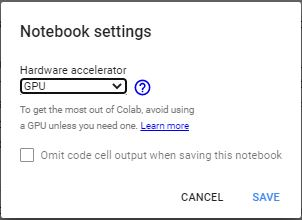 Notebook settings
Hardware accelerator
GPU
?
To get the most out of Colab, avoid using
a GPU unless you need one. Learn more
Omit code cell output when saving this notebook
CANCEL SAVE